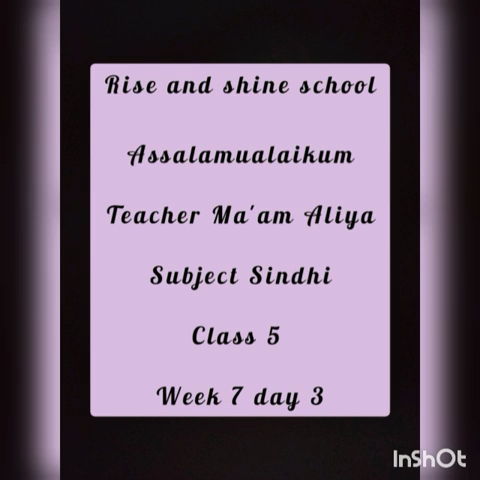 Rise and shine school
Assalamualaikum
Teacher Ma'am Aliya
Subject Sindhi
Class 5
Week 7 day 3
InShOt